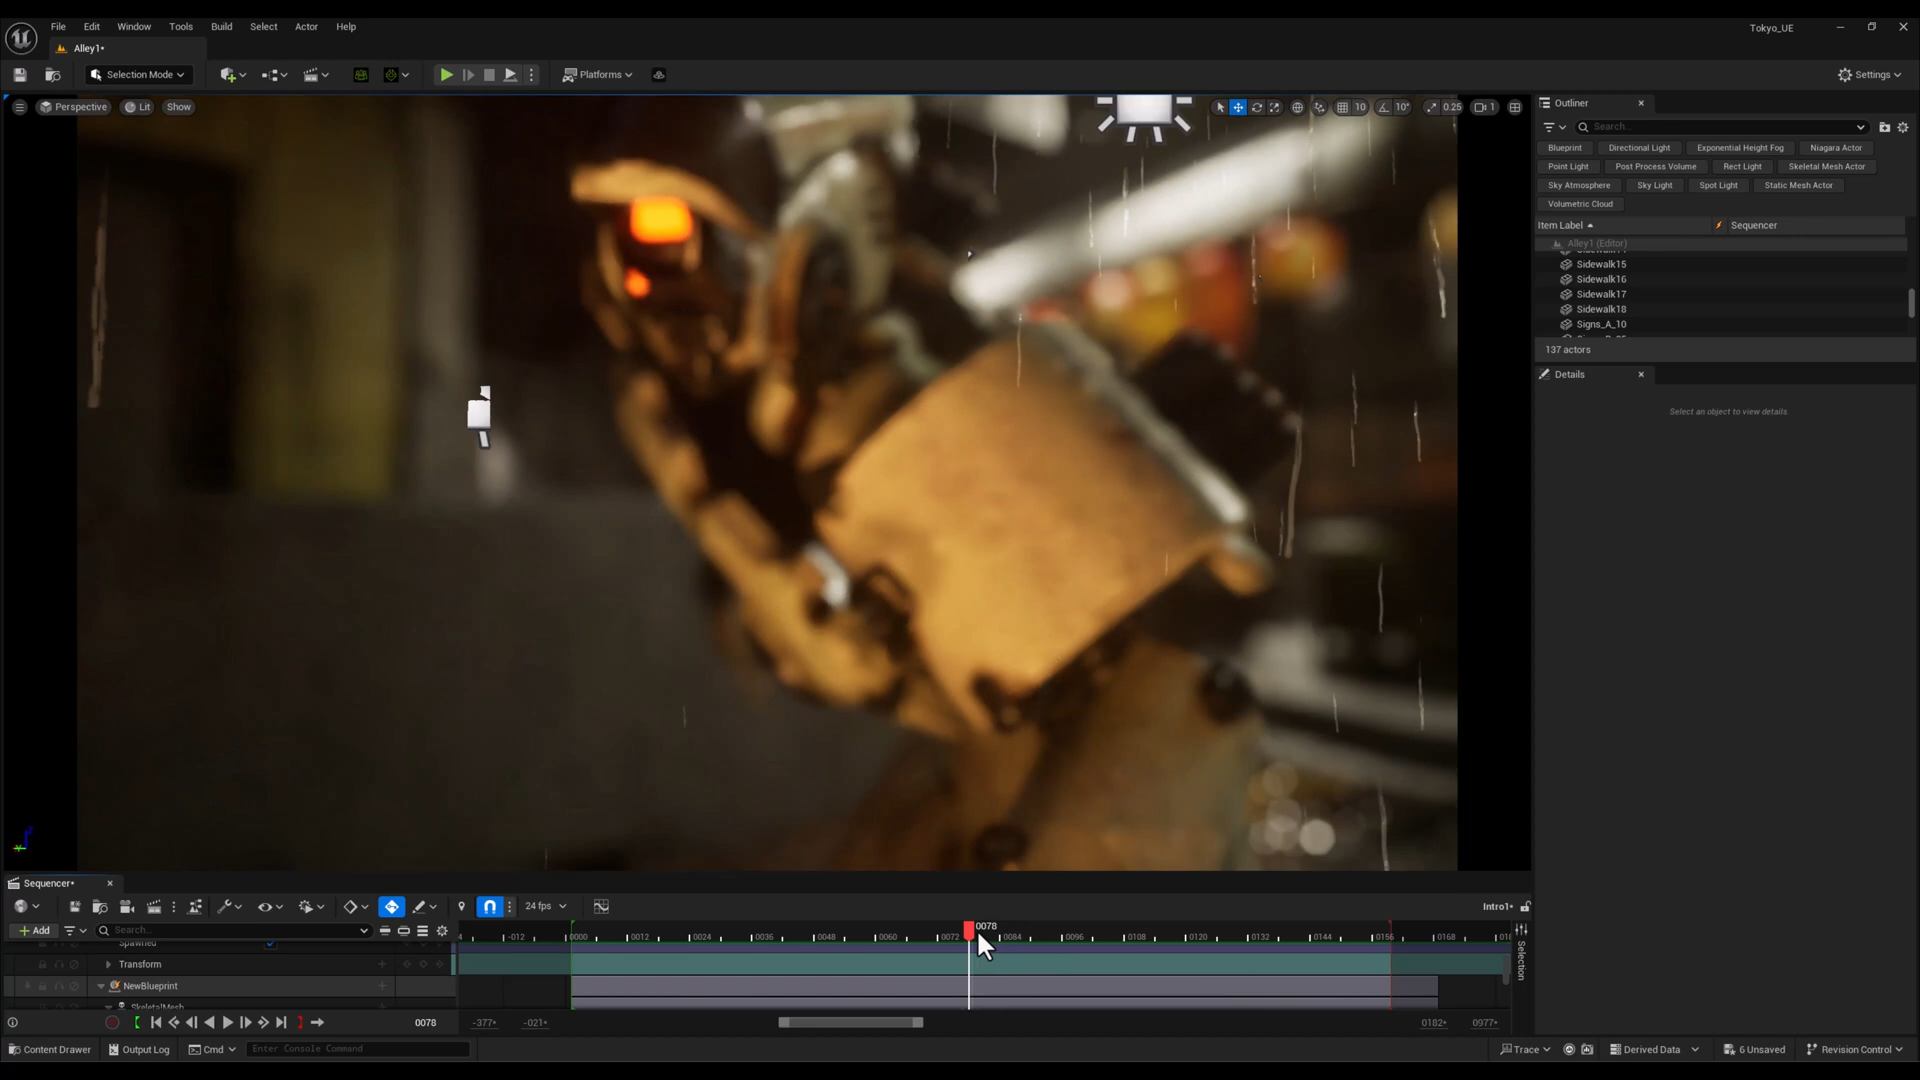 File Edit Window Tools Build Select Actor Help
Tokyo_UE
Alley1*
Selection Mode
Platforms
Settings
Perspective Lit Show
10 10° 0.25 1
Outliner
Search...
Blueprint Directional Light Exponential Height Fog Niagara Actor
Point Light Post Process Volume Rect Light Skeletal Mesh Actor
Sky Atmosphere Sky Light Spot Light Static Mesh Actor
Volumetric Cloud
Item Label Sequencer
Alley1 (Editor)
Sidewalk15
Sidewalk16
Sidewalk17
Sidewalk18
Signs_A_10
137 actors
Details
Select an object to view details.
Sequencer*
24 fps
Intro1*
Add
Search...
0078
-012 0000 0012 0024 0036 0048 0060 0072 0084 0096 0108 0120 0132 0144 0156 0168
Spawned
Transform
NewBlueprint
SkeletalMesh
Selection
0078
-377* -021* 0182* 0977*
Content Drawer Output Log Cmd Enter Console Command
Trace Derived Data 6 Unsaved Revision Control